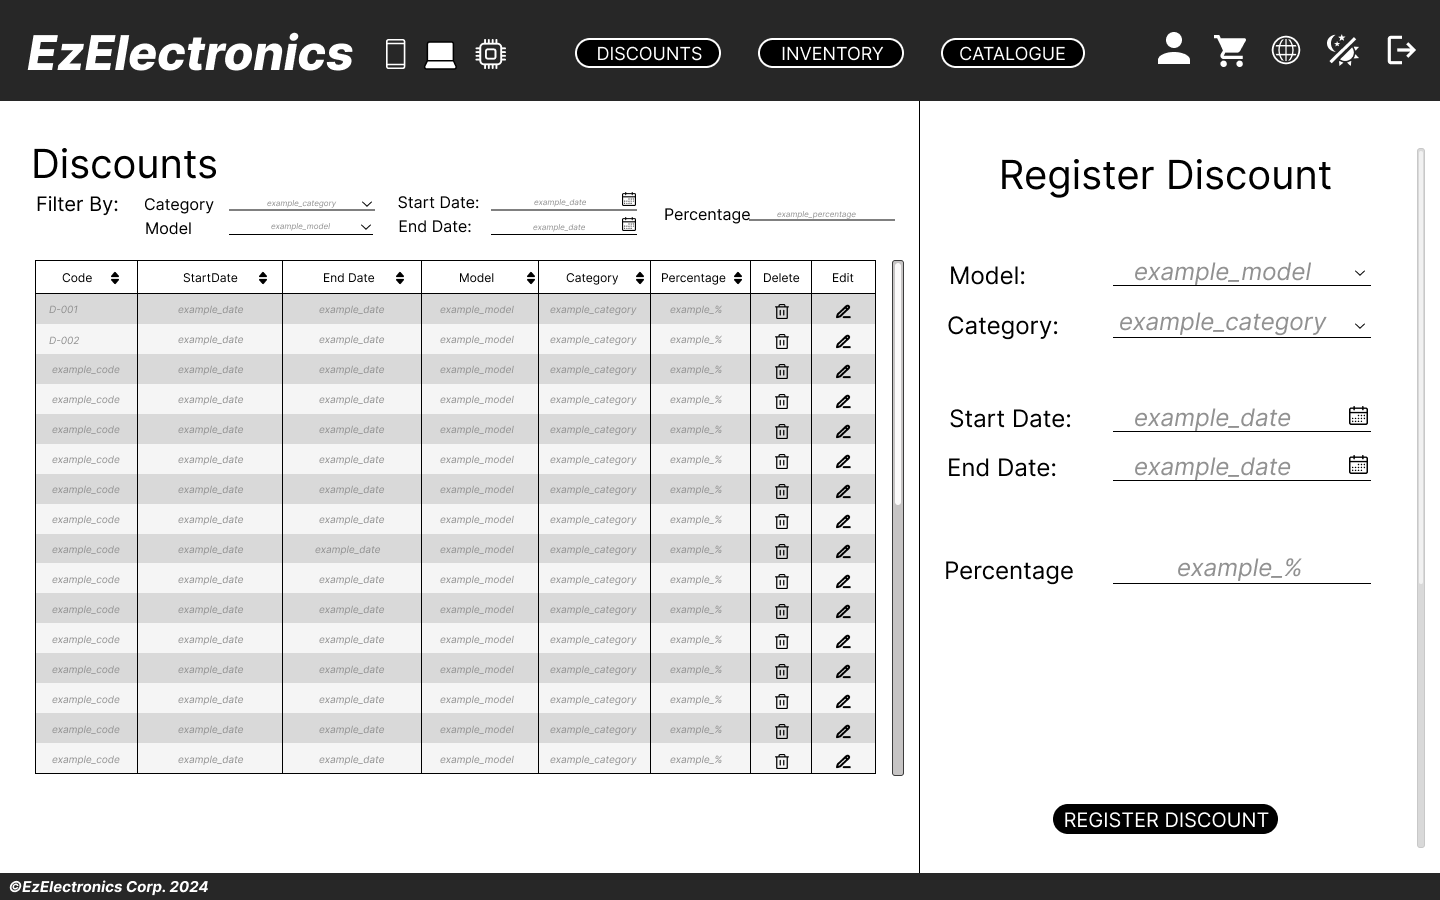 EzElectronics DISCOUNTS INVENTORY CATALOGUE
Discounts
Filter By: Category example_category Start Date: example_date
Model example_model End Date: example_date
Percentage example_percentage
Code StartDate End Date Model Category Percentage Delete Edit
D-001 example_date example_date example_model example_category example_%
D-002 example_date example_date example_model example_category example_%
example_code example_date example_date example_model example_category example_%
example_code example_date example_date example_model example_category example_%
example_code example_date example_date example_model example_category example_%
example_code example_date example_date example_model example_category example_%
example_code example_date example_date example_model example_category example_%
example_code example_date example_date example_model example_category example_%
example_code example_date example_date example_model example_category example_%
example_code example_date example_date example_model example_category example_%
example_code example_date example_date example_model example_category example_%
example_code example_date example_date example_model example_category example_%
example_code example_date example_date example_model example_category example_%
example_code example_date example_date example_model example_category example_%
example_code example_date example_date example_model example_category example_%
example_code example_date example_date example_model example_category example_%
Register Discount
Model: example_model
Category: example_category
Start Date: example_date
End Date: example_date
Percentage example_%
REGISTER DISCOUNT
©EzElectronics Corp. 2024